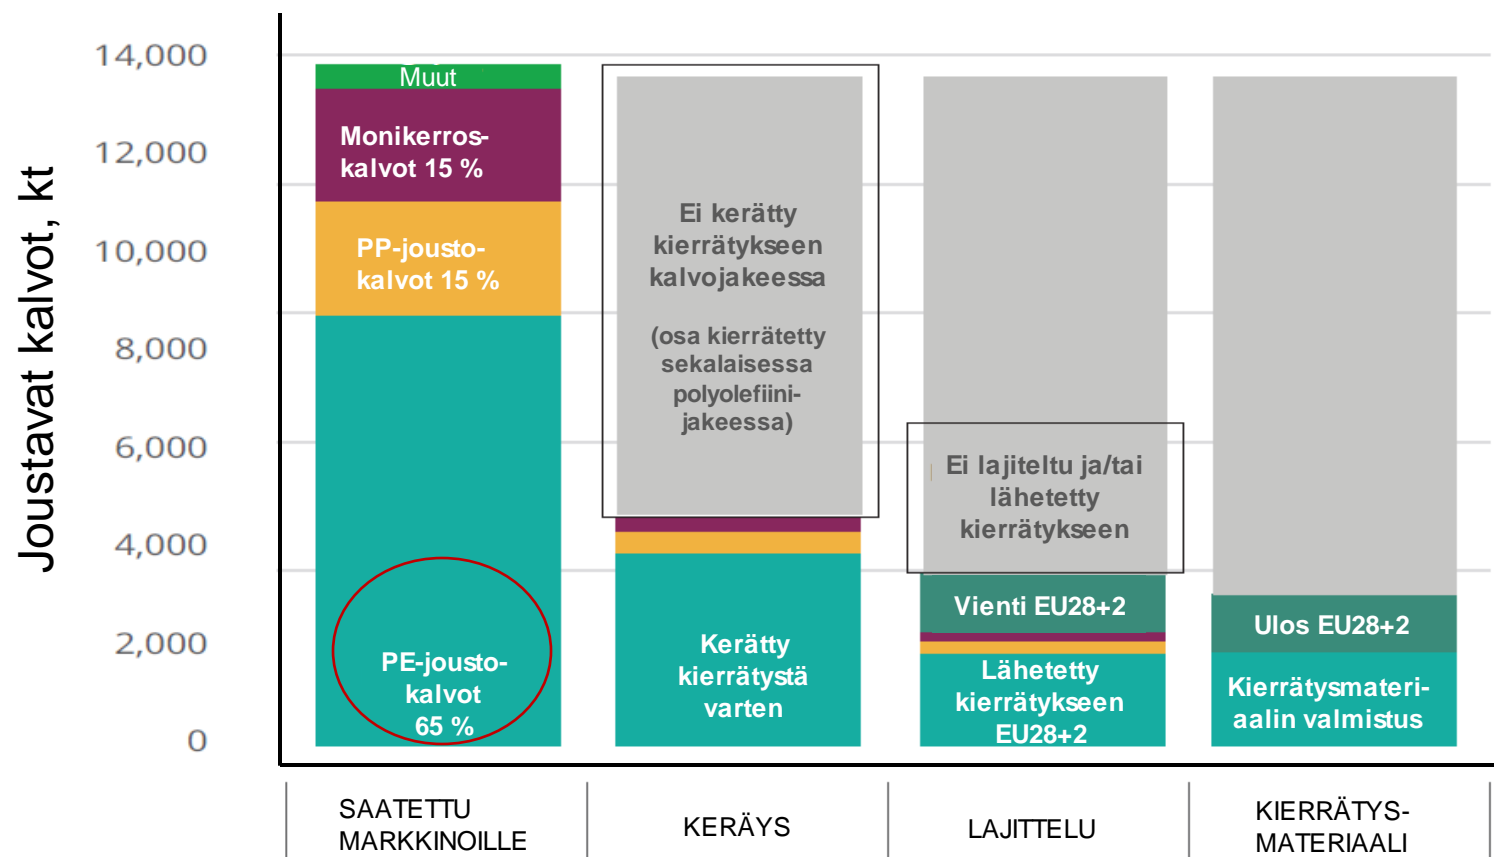 Joustavat kalvot, kt
14,000
12,000
10,000
8,000
6,000
4,000
2,000
0
Muut
Monikerros-
kalvot 15 %
PP-jousto-
kalvot 15 %
PE-jousto-
kalvot
65 %
Ei kerätty
kierrätykseen
kalvojakeessa
(osa kierrätetty
sekalaisessa
polyolefiini-
jakeessa)
Kerätty
kierrätystä
varten
Ei lajiteltu ja/tai
lähetetty
kierrätykseen
Vienti EU28+2
Lähetetty
kierrätykseen
EU28+2
Ulos EU28+2
Kierrätysmateri-
aalin valmistus
SAATETTU
MARKKINOILLE
KERÄYS
LAJITTELU
KIERRÄTYS-
MATERIAALI